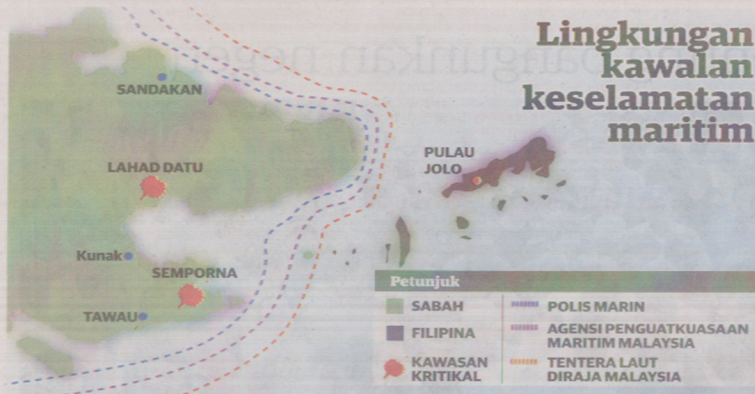 Lingkungan
kawalan
keselamatan
maritim
SANDAKAN
LAHAD DATU
Kunak
SEMPORNA
TAWAU
PULAU
JOLO
Petunjuk
SABAH
FILIPINA
KAWASAN
KRITIKAL
POLIS MARIN
AGENSI PENGUATKUASAAN
MARITIM MALAYSIA
TENTERA LAUT
DIRAJA MALAYSIA